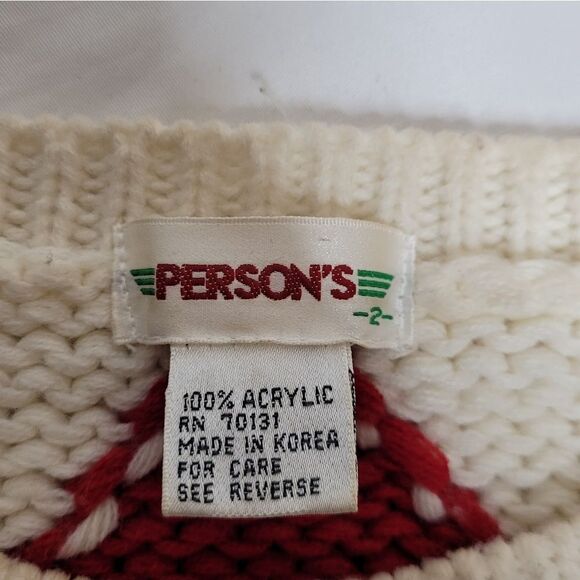 PERSON'S
-2-
100% ACRYLIC
RN 70131
MADE IN KOREA
FOR CARE
SEE REVERSE